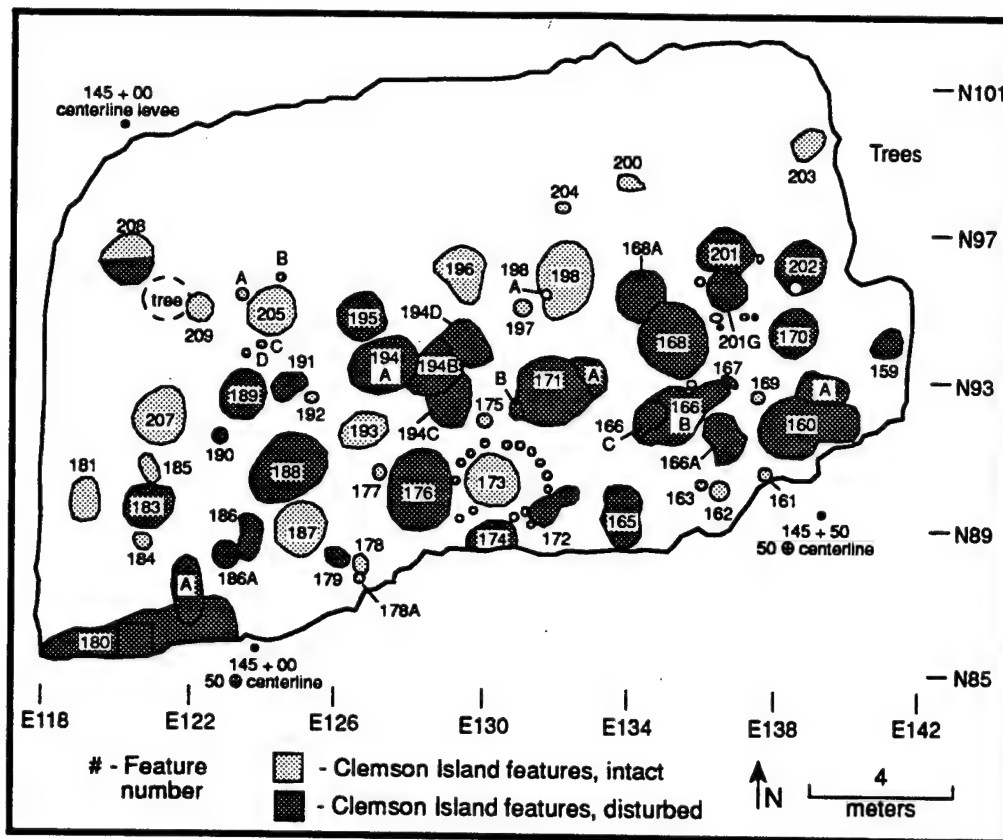 N101
145 + 00
centerline levee
Trees
200
203
204
208
N97
B
168A
201
202
196
198
198
A
A
tree
197
205
209
194D
195
201G
168
170
C
D
191
194
A
194B
159
171
A
167
N93
189
B
169
A
192
175
166
B
207
193
194C
166
C
160
190
166A
185
188
181
177
176
173
163
161
162
183
187
165
145 + 50
50 ⊕ centerline
186
N89
184
174
172
178
186A
179
A
178A
180
145 + 00
50 ⊕ centerline
N85
E118
E122
E126
E130
E134
E138
E142
# - Feature
number
- Clemson Island features, intact
- Clemson Island features, disturbed
N
4
meters